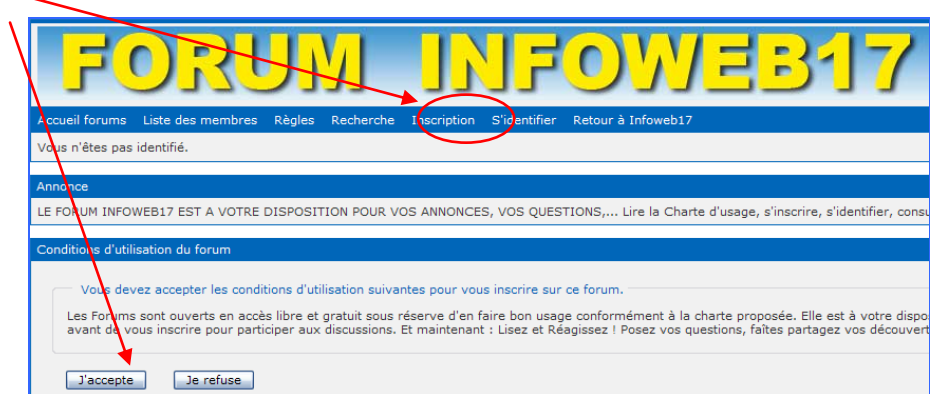 FORUM INFOWEB17
Accueil forums Liste des membres Règles Recherche Inscription S'identifier Retour à Infoweb17
Vous n'êtes pas identifié.
Annonce
LE FORUM INFOWEB17 EST A VOTRE DISPOSITION POUR VOS ANNONCES, VOS QUESTIONS,... Lire la Charte d'usage, s'inscrire, s'identifier, consu
Conditions d'utilisation du forum
Vous devez accepter les conditions d'utilisation suivantes pour vous inscrire sur ce forum.
Les Forums sont ouverts en accès libre et gratuit sous réserve d'en faire bon usage conformément à la charte proposée. Elle est à votre dispo
avant de vous inscrire pour participer aux discussions. Et maintenant : Lisez et Réagissez ! Posez vos questions, faîtes partagez vos découvert
J'accepte Je refuse